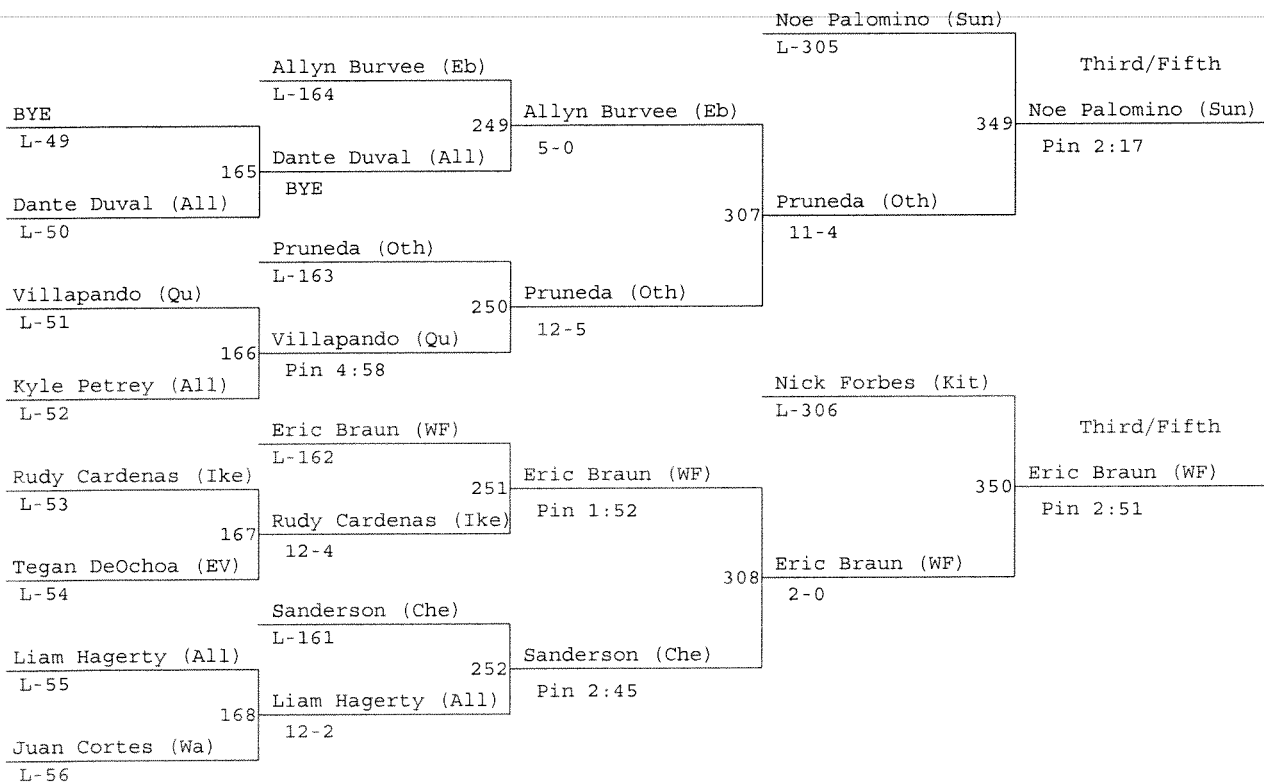 Noe Palomino (Sun)
L-305
Third/Fifth
Allyn Burvee (Eb)
L-164
BYE
L-49
249
Allyn Burvee (Eb)
5-0
349
Noe Palomino (Sun)
Pin 2:17
165
Dante Duval (All)
BYE
Dante Duval (All)
L-50
307
Pruneda (Oth)
11-4
Pruneda (Oth)
L-163
Villapando (Qu)
L-51
250
Pruneda (Oth)
12-5
166
Villapando (Qu)
Pin 4:58
Kyle Petrey (All)
L-52
Nick Forbes (Kit)
L-306
Third/Fifth
Eric Braun (WF)
L-162
Rudy Cardenas (Ike)
L-53
251
Eric Braun (WF)
Pin 1:52
350
Eric Braun (WF)
Pin 2:51
167
Rudy Cardenas (Ike)
12-4
Tegan DeOchoa (EV)
L-54
308
Eric Braun (WF)
2-0
Sanderson (Che)
L-161
Liam Hagerty (All)
L-55
252
Sanderson (Che)
Pin 2:45
168
Liam Hagerty (All)
12-2
Juan Cortes (Wa)
L-56